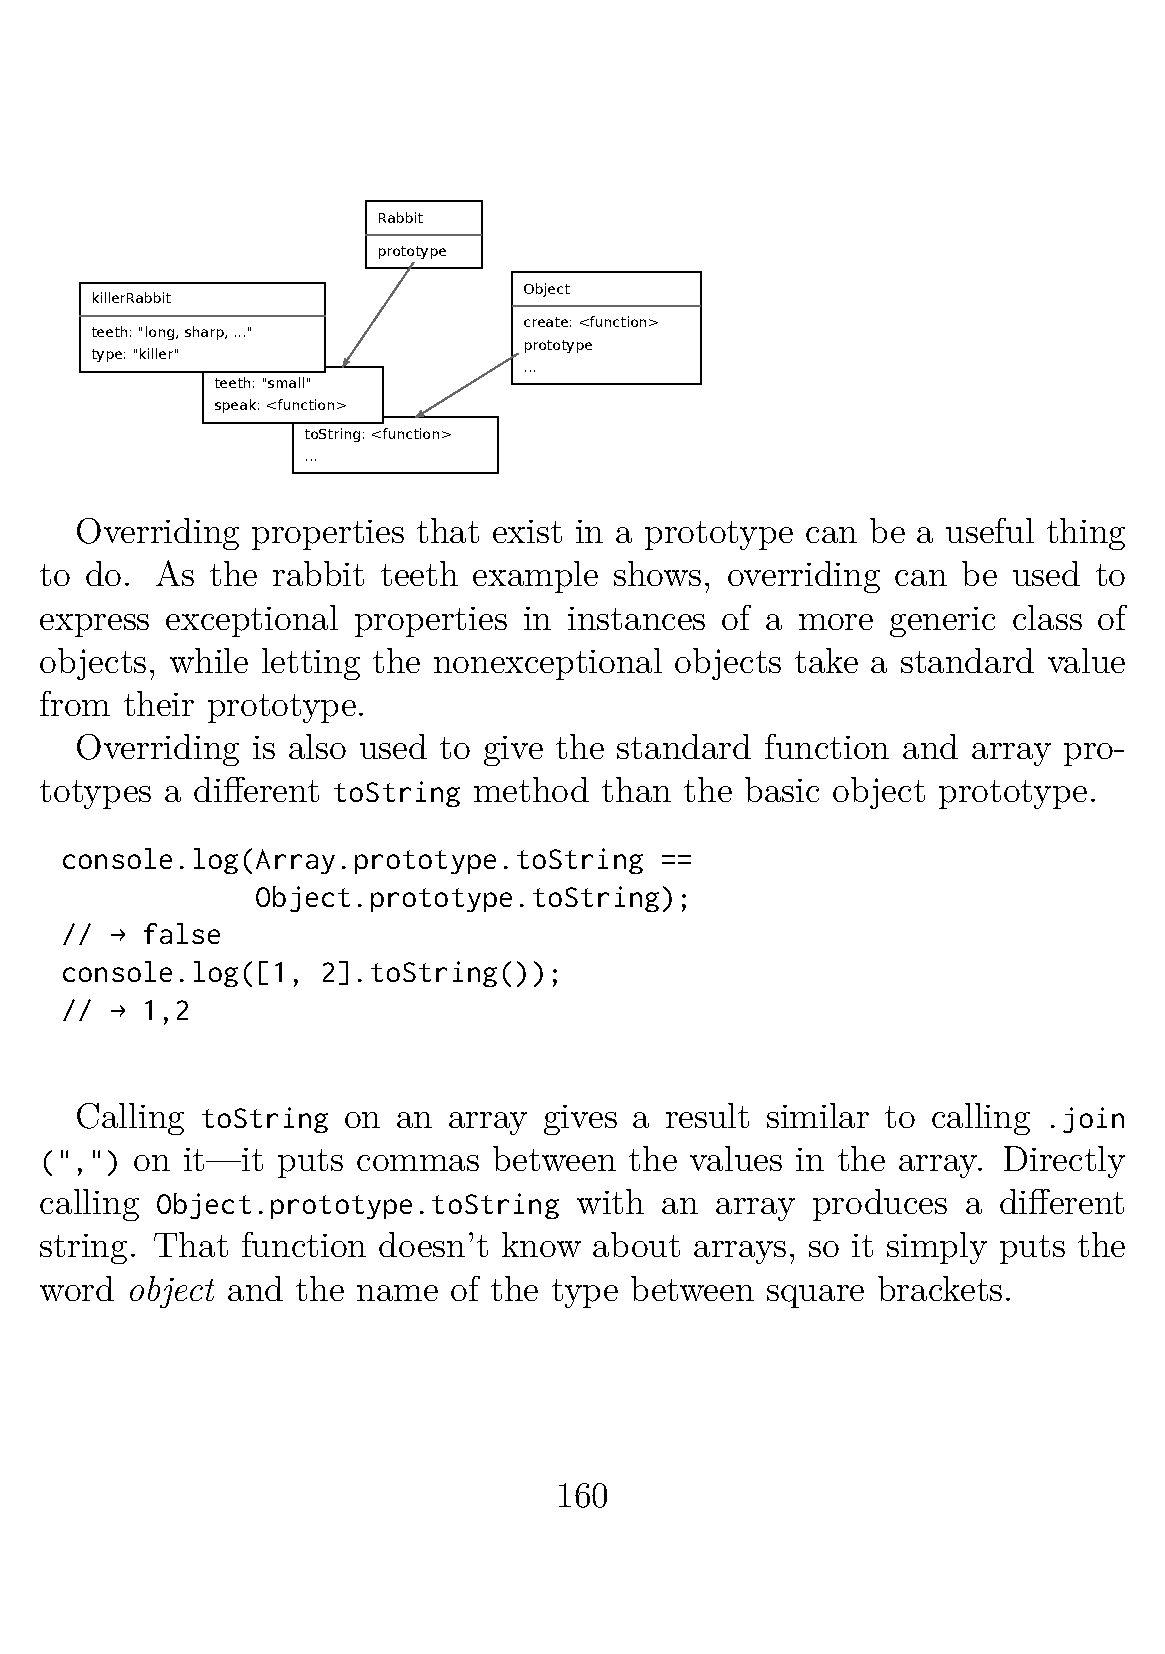 Rabbit
prototype
killerRabbit
teeth: "long, sharp, ..."
type: "killer"
Object
create: <function>
prototype
...
teeth: "small"
speak: <function>
toString: <function>
...
Overriding properties that exist in a prototype can be a useful thing
to do. As the rabbit teeth example shows, overriding can be used to
express exceptional properties in instances of a more generic class of
objects, while letting the nonexceptional objects take a standard value
from their prototype.
Overriding is also used to give the standard function and array pro-
totypes a different toString method than the basic object prototype.
console.log(Array.prototype.toString ==
            Object.prototype.toString);
// → false
console.log([1, 2].toString());
// → 1,2
Calling toString on an array gives a result similar to calling .join
(",") on it—it puts commas between the values in the array. Directly
calling Object.prototype.toString with an array produces a different
string. That function doesn't know about arrays, so it simply puts the
word object and the name of the type between square brackets.
160